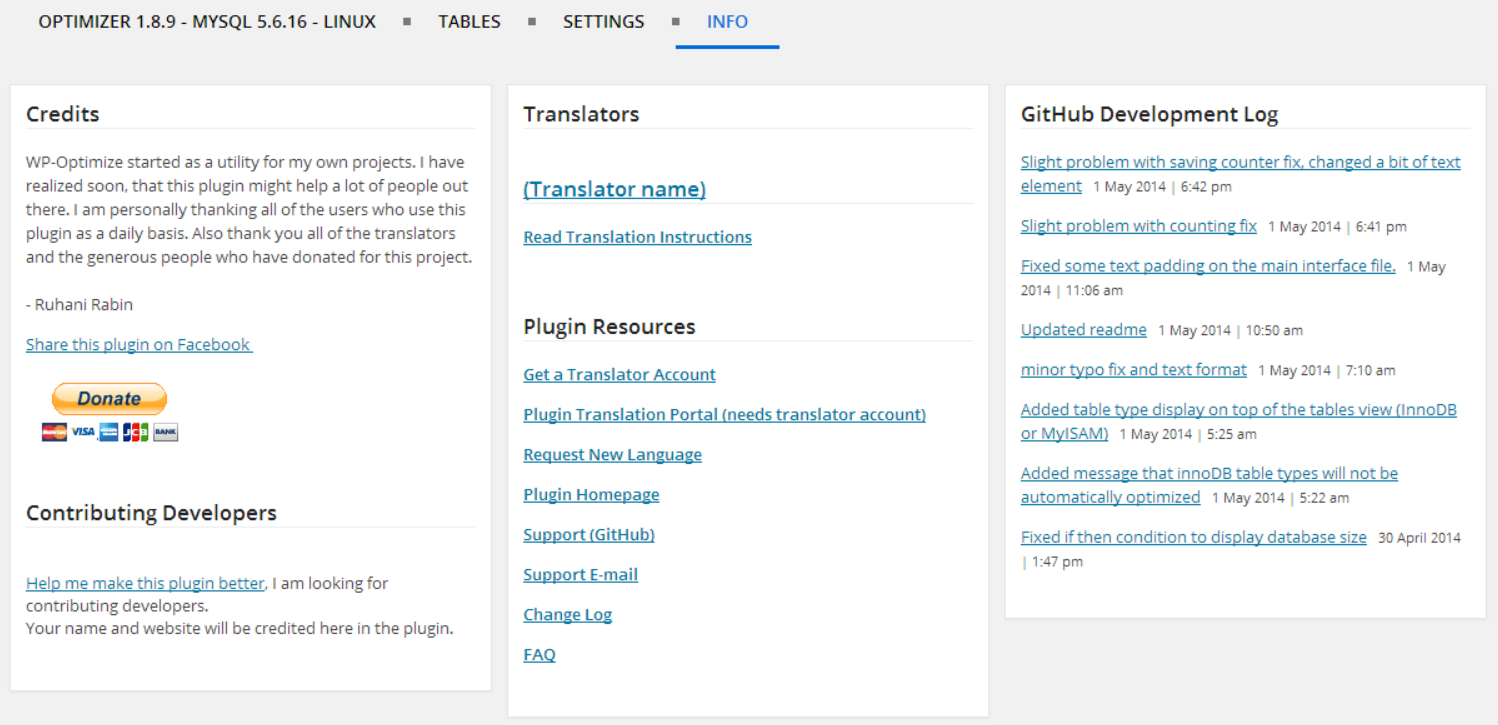 OPTIMIZER 1.8.9 - MYSQL 5.6.16 - LINUX
TABLES
SETTINGS
INFO
Credits
WP-Optimize started as a utility for my own projects. I have
realized soon, that this plugin might help a lot of people out
there. I am personally thanking all of the users who use this
plugin as a daily basis. Also thank you all of the translators
and the generous people who have donated for this project.
- Ruhani Rabin
Share this plugin on Facebook
Donate
MasterCard VISA JCB BANK
Contributing Developers
Help me make this plugin better, I am looking for
contributing developers.
Your name and website will be credited here in the plugin.
Translators
(Translator name)
Read Translation Instructions
Plugin Resources
Get a Translator Account
Plugin Translation Portal (needs translator account)
Request New Language
Plugin Homepage
Support (GitHub)
Support E-mail
Change Log
FAQ
GitHub Development Log
Slight problem with saving counter fix, changed a bit of text
element 1 May 2014 | 6:42 pm
Slight problem with counting fix 1 May 2014 | 6:41 pm
Fixed some text padding on the main interface file. 1 May
2014 | 11:06 am
Updated readme 1 May 2014 | 10:50 am
minor typo fix and text format 1 May 2014 | 7:10 am
Added table type display on top of the tables view (InnoDB
or MyISAM) 1 May 2014 | 5:25 am
Added message that innoDB table types will not be
automatically optimized 1 May 2014 | 5:22 am
Fixed if then condition to display database size 30 April 2014
| 1:47 pm